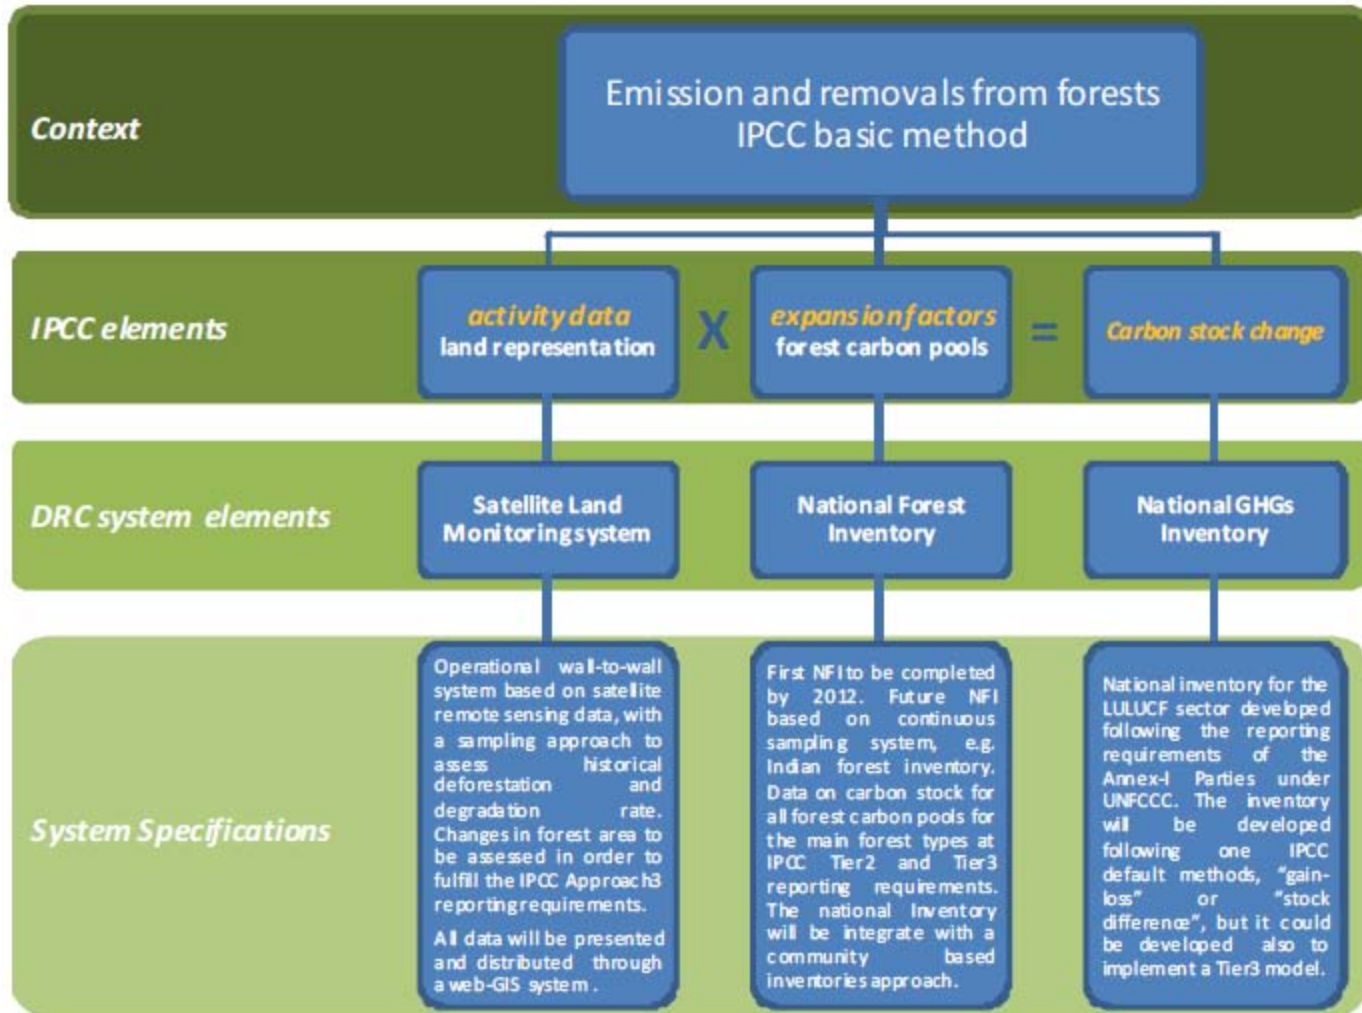 Context
Emission and removals from forests
IPCC basic method
IPCC elements
activity data
land representation
X
expansion factors
forest carbon pools
=
Carbon stock change
DRC system elements
Satellite Land
Monitoring system
National Forest
Inventory
National GHGs
Inventory
System Specifications
Operational wall-to-wall
system based on satellite
remote sensing data, with
a sampling approach to
assess historical
deforestation and
degradation rate.
Changes in forest area to
be assessed in order to
fulfill the IPCC Approach3
reporting requirements.
All data will be presented
and distributed through
a web-GIS system .
First NFI to be completed
by 2012. Future NFI
based on continuous
sampling system, e.g.
Indian forest inventory.
Data on carbon stock for
all forest carbon pools for
the main forest types at
IPCC Tier2 and Tier3
reporting requirements.
The national Inventory
will be integrate with a
community based
inventories approach.
National inventory for the
LULUCF sector developed
following the reporting
requirements of the
Annex-I Parties under
UNFCCC. The inventory
will be developed
following one IPCC
default methods, "gain-
loss" or "stock
difference", but it could
be developed also to
implement a Tier3 model.